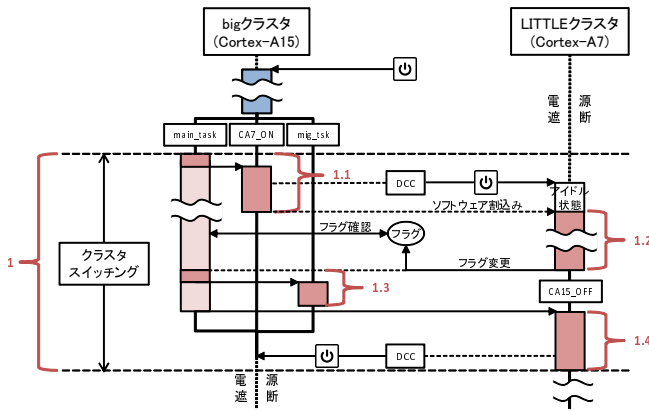 bigクラスタ
(Cortex-A15)
LITTLEクラスタ
(Cortex-A7)
電 源
遮 断
main_task
CA7_ON
mig_tsk
1.1
DCC
アイドル
状態
ソフトウェア割込み
フラグ確認
フラグ
1.2
クラスタ
スイッチング
1
フラグ変更
1.3
CA15_OFF
1.4
DCC
電 源
遮 断